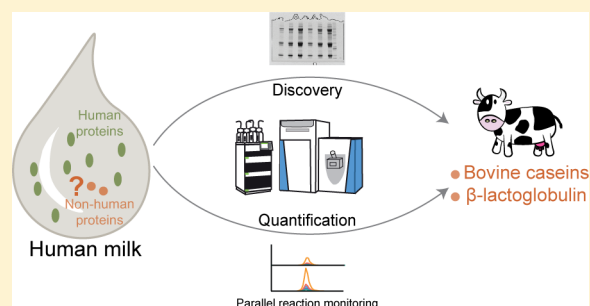 Human
proteins
?
Non-human
proteins
Human milk
Discovery
Quantification
Parallel reaction monitoring
Bovine caseins
β-lactoglobulin